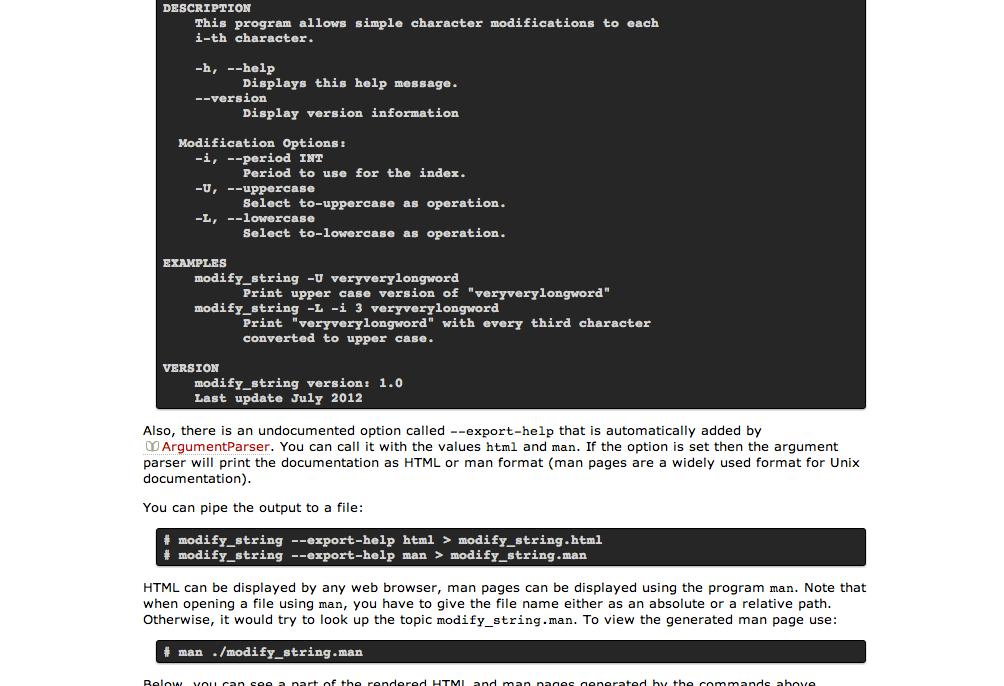 DESCRIPTION
This program allows simple character modifications to each
i-th character.
-h, --help
Displays this help message.
--version
Display version information
Modification Options:
-i, --period INT
Period to use for the index.
-U, --uppercase
Select to-uppercase as operation.
-L, --lowercase
Select to-lowercase as operation.
EXAMPLES
modify_string -U veryverylongword
Print upper case version of "veryverylongword"
modify_string -L -i 3 veryverylongword
Print "veryverylongword" with every third character
converted to upper case.
VERSION
modify_string version: 1.0
Last update July 2012
Also, there is an undocumented option called --export-help that is automatically added by
ArgumentParser. You can call it with the values html and man. If the option is set then the argument
parser will print the documentation as HTML or man format (man pages are a widely used format for Unix
documentation).
You can pipe the output to a file:
# modify_string --export-help html > modify_string.html
# modify_string --export-help man > modify_string.man
HTML can be displayed by any web browser, man pages can be displayed using the program man. Note that
when opening a file using man, you have to give the file name either as an absolute or a relative path.
Otherwise, it would try to look up the topic modify_string.man. To view the generated man page use:
# man ./modify_string.man
Below, you can see a part of the rendered HTML and man pages generated by the commands above.